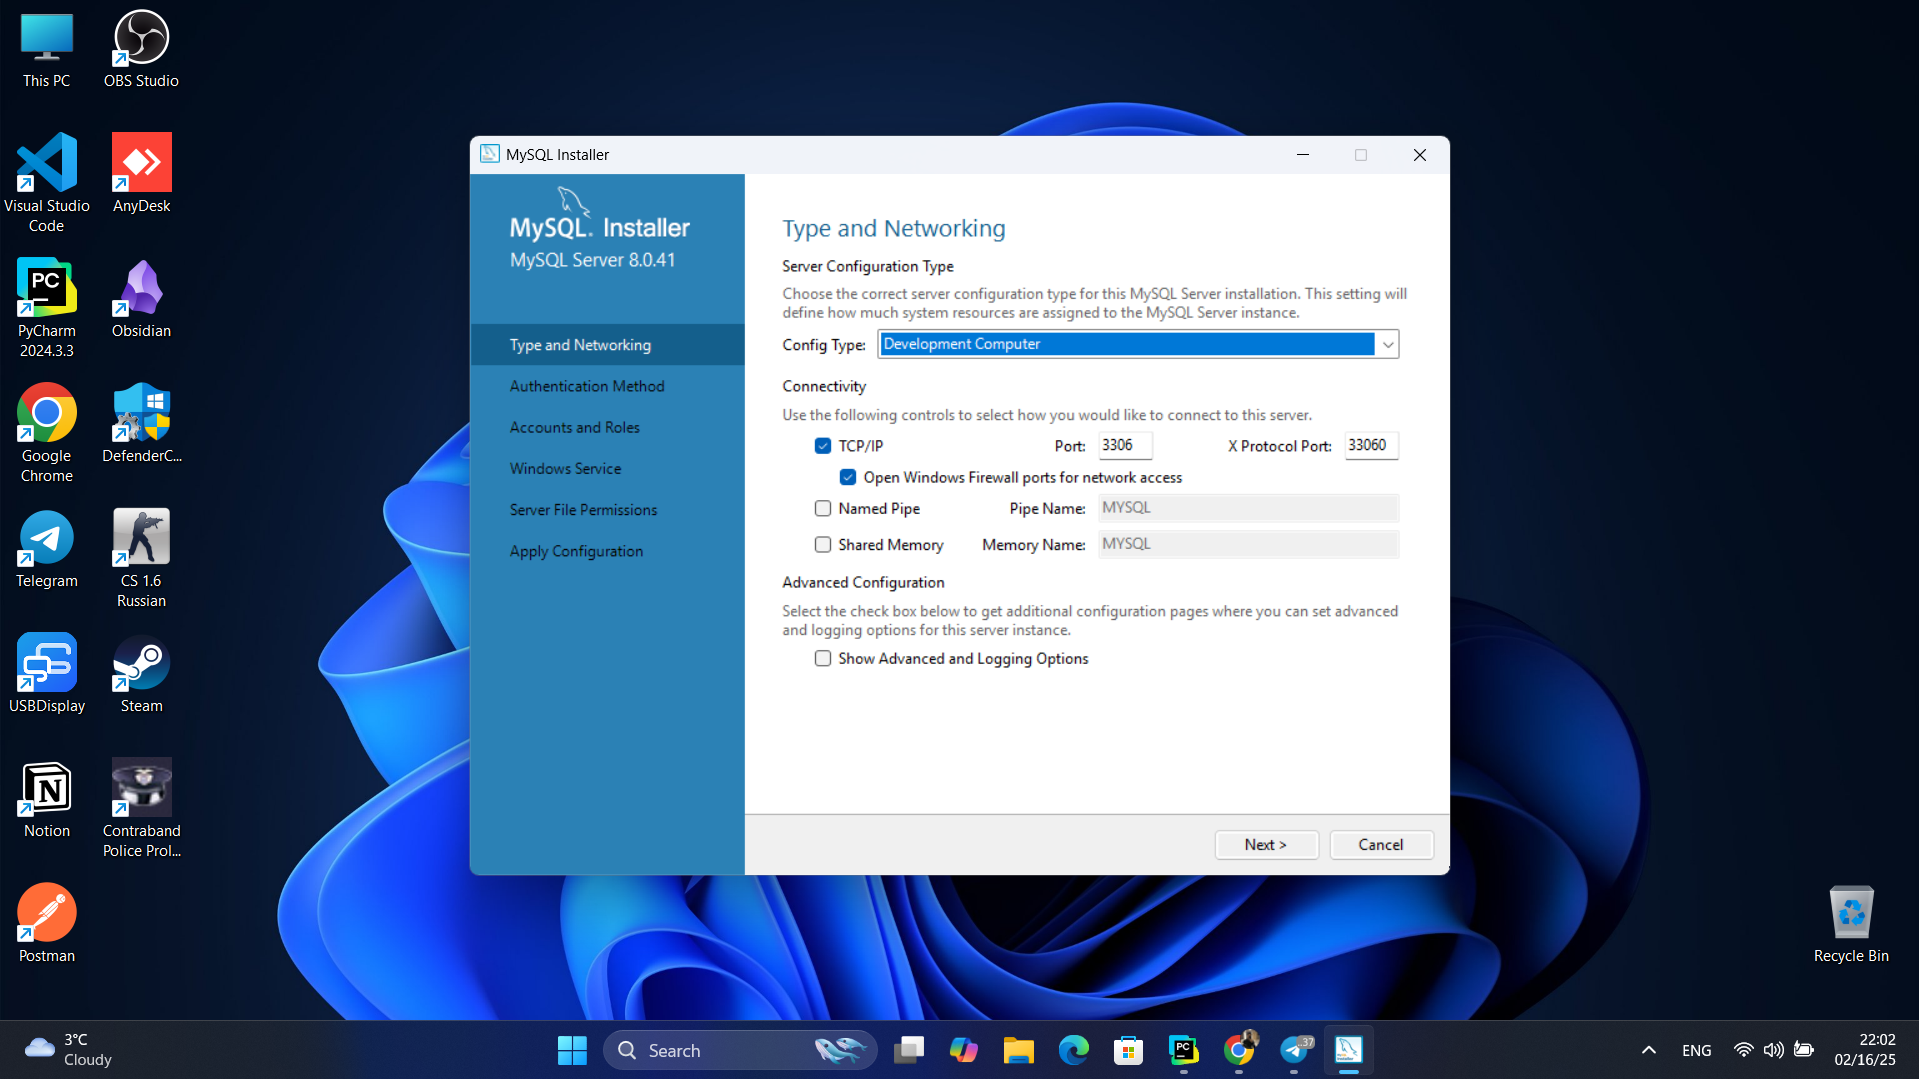 This PC
OBS Studio
Visual Studio
Code
AnyDesk
PC
PyCharm
2024.3.3
Obsidian
Google
Chrome
DefenderC...
Telegram
CS 1.6
Russian
USBDisplay
Steam
Notion
Contraband
Police Prol...
Postman
Recycle Bin
MySQL Installer
MySQL. Installer
MySQL Server 8.0.41
Type and Networking
Authentication Method
Accounts and Roles
Windows Service
Server File Permissions
Apply Configuration
Type and Networking
Server Configuration Type
Choose the correct server configuration type for this MySQL Server installation. This setting will
define how much system resources are assigned to the MySQL Server instance.
Config Type: Development Computer
Connectivity
Use the following controls to select how you would like to connect to this server.
TCP/IP Port: 3306 X Protocol Port: 33060
Open Windows Firewall ports for network access
Named Pipe Pipe Name: MYSQL
Shared Memory Memory Name: MYSQL
Advanced Configuration
Select the check box below to get additional configuration pages where you can set advanced
and logging options for this server instance.
Show Advanced and Logging Options
Next > Cancel
3°C
Cloudy
Search
PC
..37
ENG
22:02
02/16/25